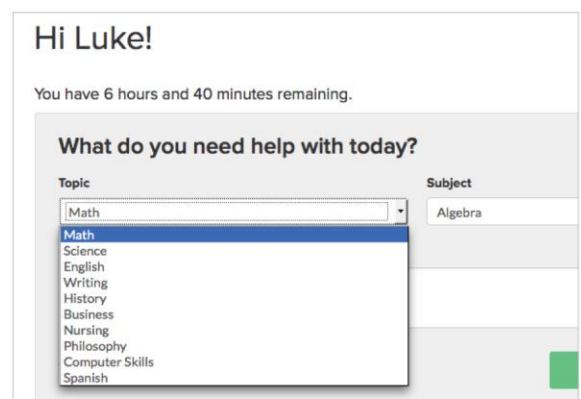 Hi Luke!
You have 6 hours and 40 minutes remaining.
What do you need help with today?
Topic Subject
Math Algebra
Math
Science
English
Writing
History
Business
Nursing
Philosophy
Computer Skills
Spanish